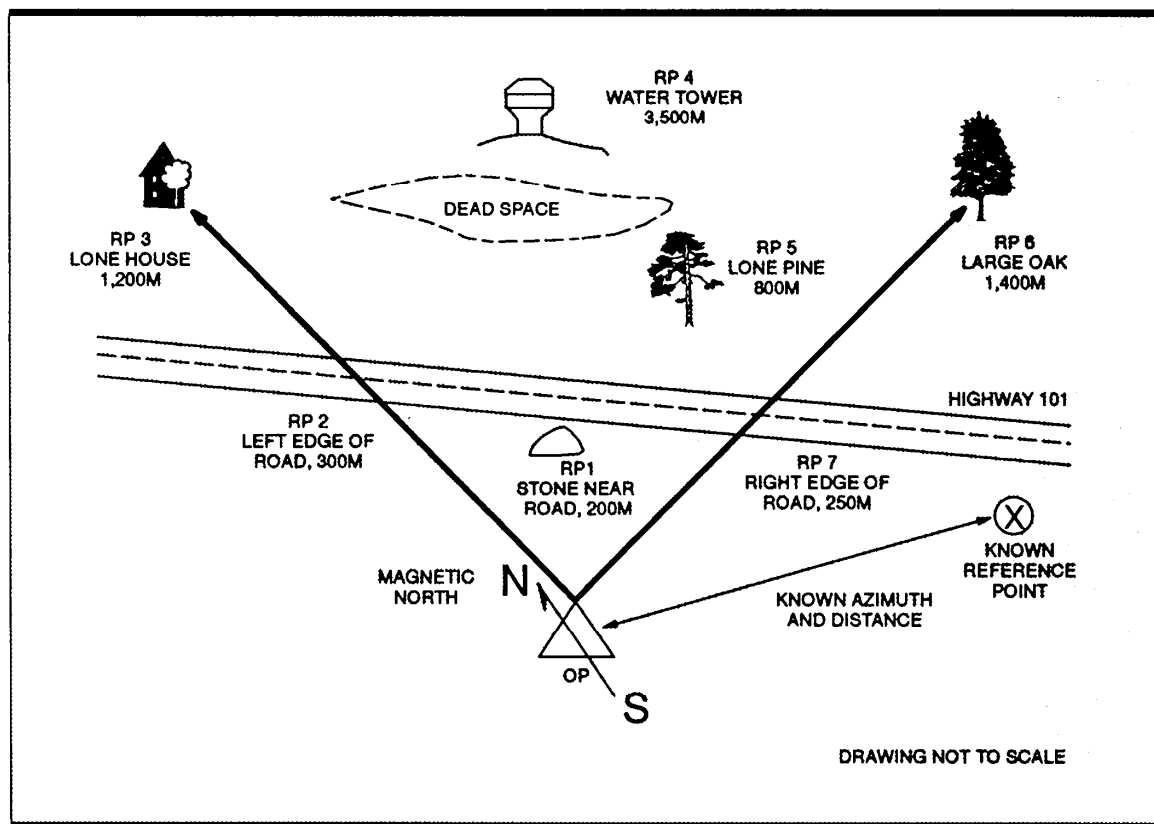 RP 4
WATER TOWER
3,500M
DEAD SPACE
RP 3
LONE HOUSE
1,200M
RP 5
LONE PINE
800M
RP 6
LARGE OAK
1,400M
HIGHWAY 101
RP 2
LEFT EDGE OF
ROAD, 300M
RP1
STONE NEAR
ROAD, 200M
RP 7
RIGHT EDGE OF
ROAD, 250M
X
KNOWN
REFERENCE
POINT
MAGNETIC
NORTH
N
KNOWN AZIMUTH
AND DISTANCE
OP
S
DRAWING NOT TO SCALE